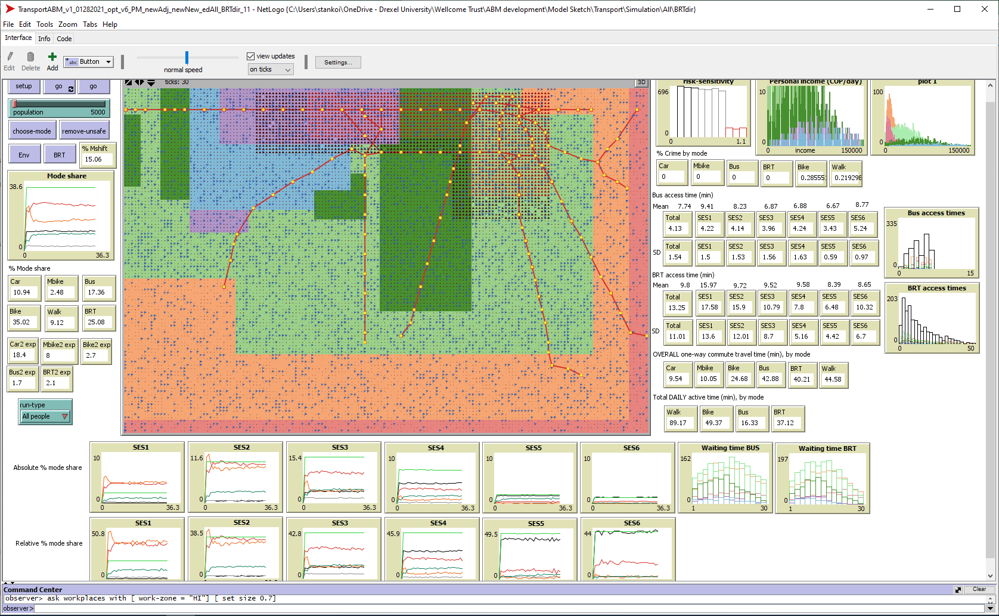 TransportABM_v1_01282021_opt_v6_PM_newAdj_newNew_edAll_BRTdir_11 - NetLogo {C:\Users\stankoi\OneDrive - Drexel University\Wellcome Trust\ABM development\Model Sketch\Transport\Simulation\All\BRTdir}
File Edit Tools Zoom Tabs Help
Interface Info Code
Edit Delete Add abc Button normal speed view updates on ticks Settings...
setup go go
population 5000
choose-mode remove-unsafe
Env BRT % Mshift 15.06
Mode share
38.6
0
0 36.3
% Mode share
Car Mbike Bus
10.94 2.48 17.36
Bike Walk BRT
35.02 9.12 25.08
Car2 exp Mbike2 exp Bike2 exp
18.4 8 2.7
Bus2 exp BRT2 exp
1.7 2.1
run-type
All people
ticks: 30 3D
risk-sensitivity
696
0
0 1.1
Personal income (COP/day)
10
0
0 income 150000
plot 1
100
0
0 150000
% Crime by mode
Car Mbike Bus BRT Bike Walk
0 0 0 0 0.28555 0.219298
Bus access time (min)
Mean 7.74 9.41 8.23 6.87 6.88 6.67 8.77
Total SES1 SES2 SES3 SES4 SES5 SES6
4.13 4.22 4.14 3.96 4.24 3.43 5.24
SD
Total SES1 SES2 SES3 SES4 SES5 SES6
1.54 1.5 1.53 1.56 1.63 0.59 0.97
Bus access times
335
0
0 15
BRT access time (min)
Mean 9.8 15.97 9.72 9.52 9.58 8.39 8.65
Total SES1 SES2 SES3 SES4 SES5 SES6
13.25 17.58 15.9 10.79 7.8 6.48 10.32
SD
Total SES1 SES2 SES3 SES4 SES5 SES6
11.01 13.6 12.01 8.7 5.16 4.42 6.7
BRT access times
203
0
0 50
OVERALL one-way commute travel time (min), by mode
Car Mbike Bike Bus BRT Walk
9.54 10.05 24.68 42.88 40.21 44.58
Total DAILY active time (min), by mode
Walk Bike Bus BRT
89.17 49.37 16.33 37.12
Absolute % mode share
SES1 SES2 SES3 SES4 SES5 SES6 Waiting time BUS Waiting time BRT
10 11.6 15.4 10 10 10 162 197
0 0 0 0 0 0 0 0
0 36.3 0 36.3 0 36.3 0 36.3 0 36.3 0 36.3 1 30 1 30
Relative % mode share
SES1 SES2 SES3 SES4 SES5 SES6
50.8 38.5 42.8 45.9 49.5 44
0 0 0 0 0 0
Command Center Clear
observer> ask workplaces with [ work-zone = "HI"] [ set size 0.7]
observer>